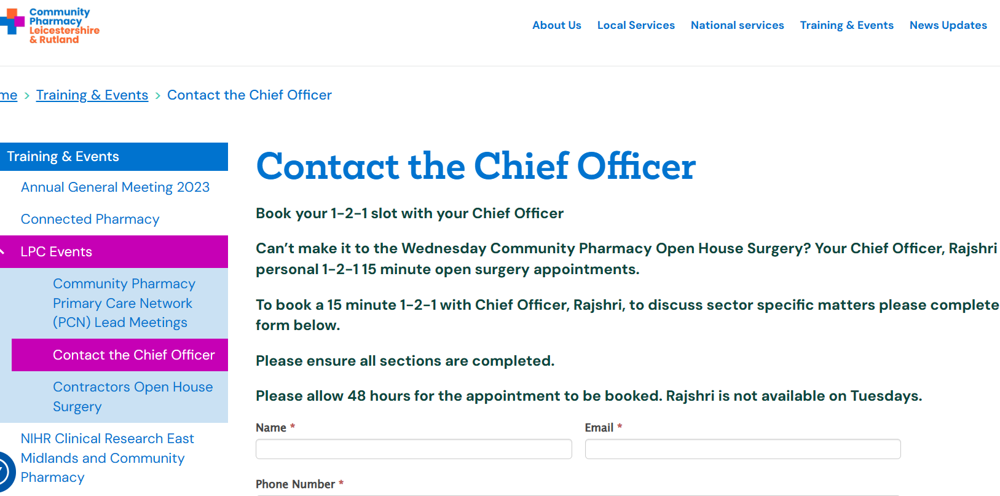 Community
Pharmacy
Leicestershire
& Rutland
About Us
Local Services
National services
Training & Events
News Updates
me > Training & Events > Contact the Chief Officer
Training & Events
Annual General Meeting 2023
Connected Pharmacy
LPC Events
Community Pharmacy
Primary Care Network
(PCN) Lead Meetings
Contact the Chief Officer
Contractors Open House
Surgery
NIHR Clinical Research East
Midlands and Community
Pharmacy
Contact the Chief Officer
Book your 1-2-1 slot with your Chief Officer
Can’t make it to the Wednesday Community Pharmacy Open House Surgery? Your Chief Officer, Rajshri
personal 1-2-1 15 minute open surgery appointments.
To book a 15 minute 1-2-1 with Chief Officer, Rajshri, to discuss sector specific matters please complete
form below.
Please ensure all sections are completed.
Please allow 48 hours for the appointment to be booked. Rajshri is not available on Tuesdays.
Name *
Email *
Phone Number *